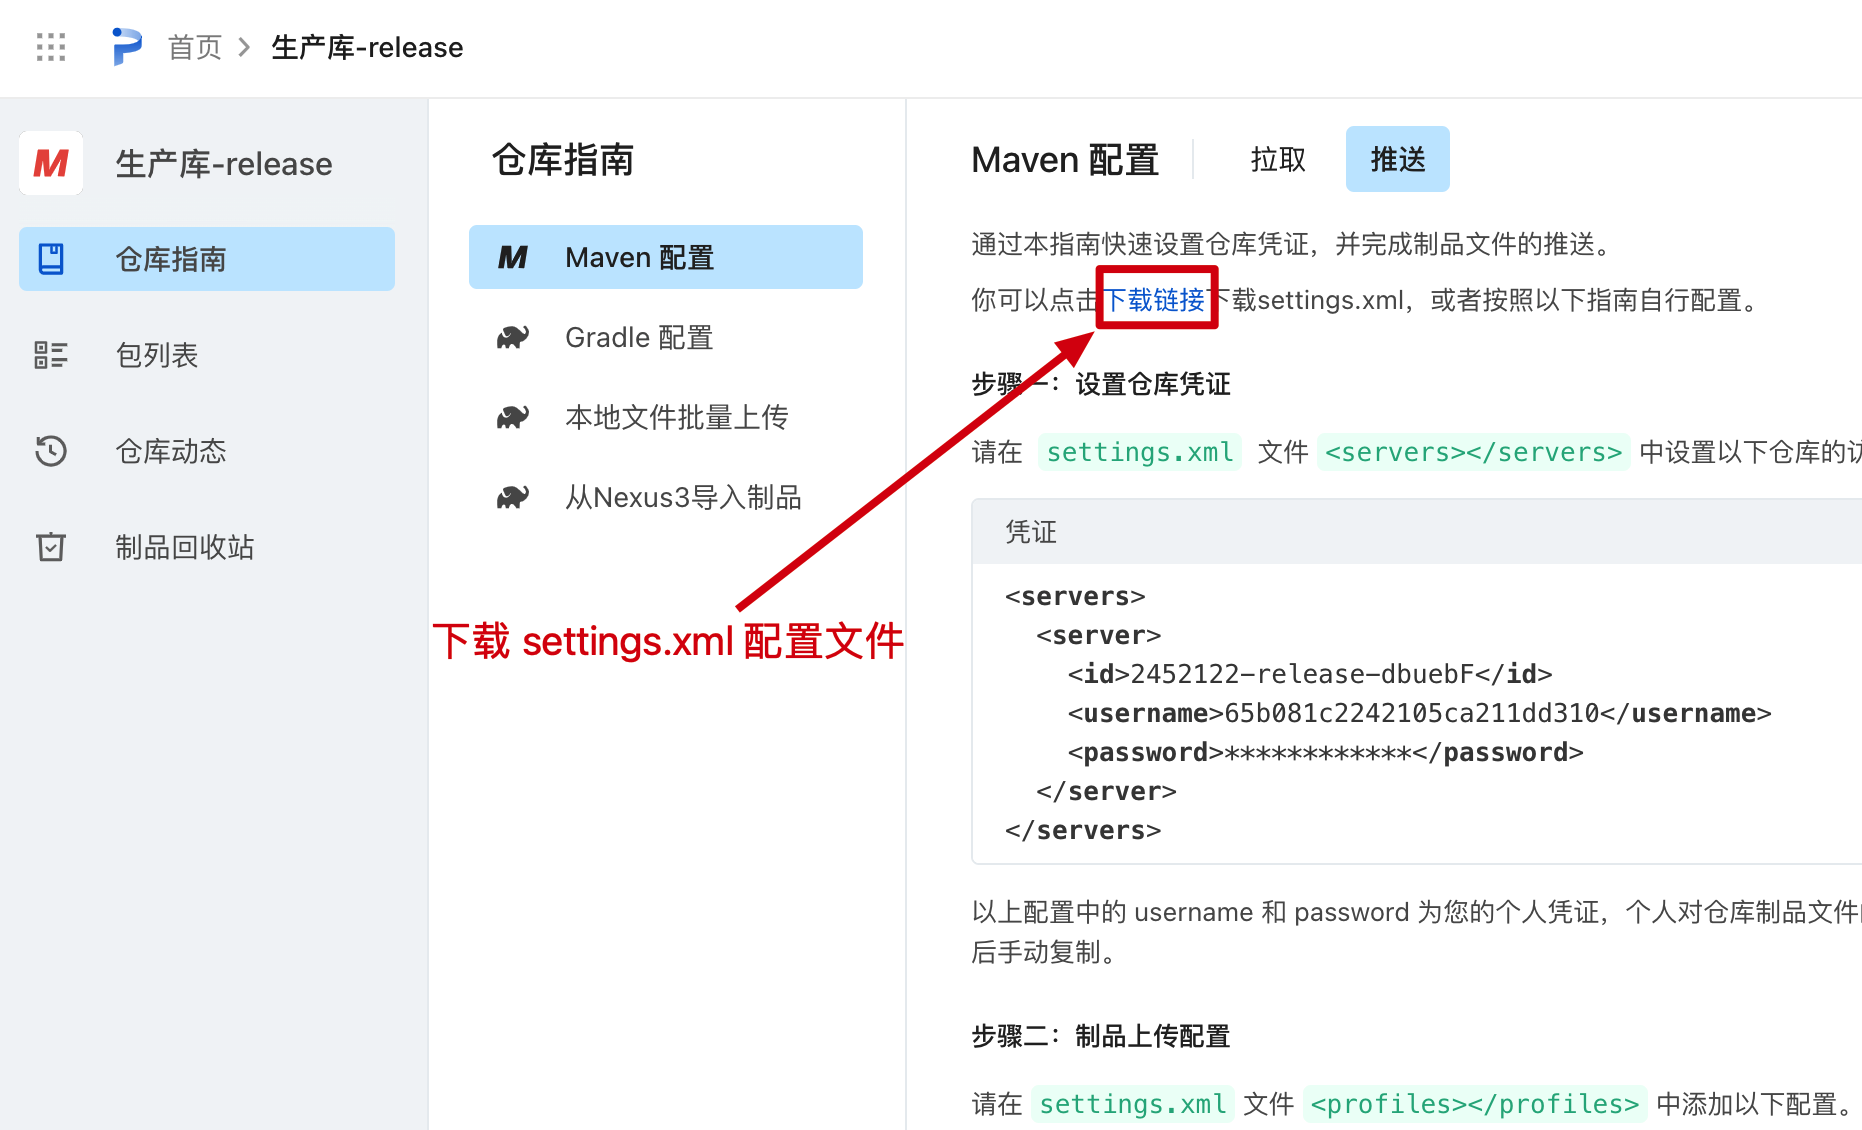 首页 > 生产库-release
生产库-release
仓库指南
包列表
仓库动态
制品回收站
仓库指南
Maven 配置
Gradle 配置
本地文件批量上传
从Nexus3导入制品
下载 settings.xml 配置文件
Maven 配置 拉取 推送
通过本指南快速设置仓库凭证，并完成制品文件的推送。
你可以点击下载链接下载settings.xml，或者按照以下指南自行配置。
步骤一：设置仓库凭证
请在 settings.xml 文件 <servers></servers> 中设置以下仓库的访
凭证
<servers>
<server>
<id>2452122-release-dbuebF</id>
<username>65b081c2242105ca211dd310</username>
<password>************</password>
</server>
</servers>
以上配置中的 username 和 password 为您的个人凭证，个人对仓库制品文件
后手动复制。
步骤二：制品上传配置
请在 settings.xml 文件 <profiles></profiles> 中添加以下配置。